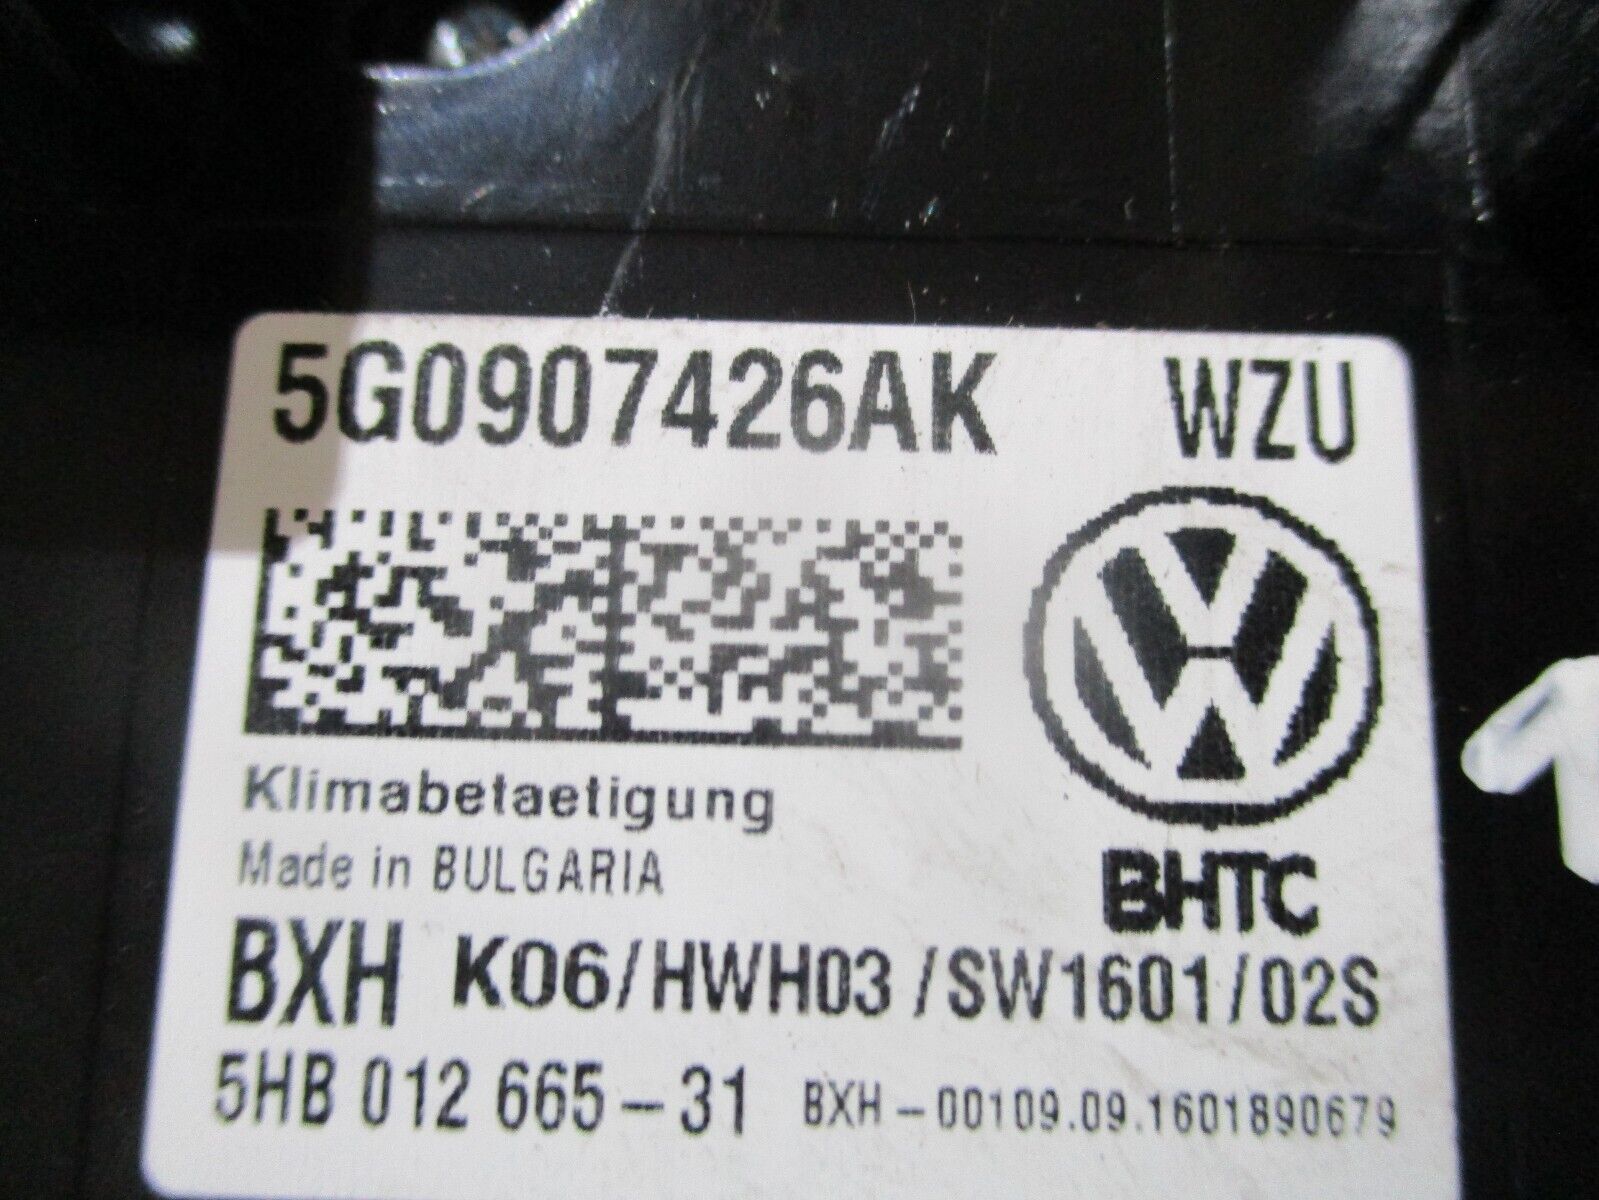 5G0907426AK WZU
Klimabetaetigung
Made in BULGARIA
BHTC
BXH K06/HWH03/SW1601/02S
5HB 012 665-31 BXH-00109.09.1601890679